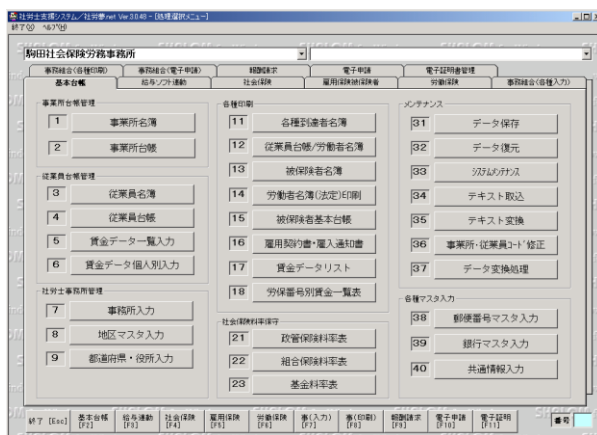 社労士支援システム／社労夢.net Ver 3.0.48 - [処理選択メニュー]
終了(X) ヘルプ(H)
駒田社会保険労務事務所
事務組合(各種印刷) 事務組合(電子申請) 報酬請求 電子申請 電子証明書管理
基本台帳 給与ソフト連動 社会保険 雇用保険被保険者 労働保険 事務組合(各種入力)
事業所台帳管理
1 事業所名簿
2 事業所台帳
従業員台帳管理
3 従業員名簿
4 従業員台帳
5 賃金データ一覧入力
6 賃金データ個人別入力
社労士事務所管理
7 事務所入力
8 地区マスタ入力
9 都道府県・役所入力
各種印刷
11 各種到達者名簿
12 従業員台帳/労働者名簿
13 被保険者名簿
14 労働者名簿(法定)印刷
15 被保険者基本台帳
16 雇用契約書・雇入通知書
17 賃金データリスト
18 労保番号別賃金一覧表
社会保険料率保守
21 政管保険料率表
22 組合保険料率表
23 基金料率表
メンテナンス
31 データ保存
32 データ復元
33 システムメンテナンス
34 テキスト取込
35 テキスト変換
36 事業所・従業員コード修正
37 データ変換処理
各種マスタ入力
38 郵便番号マスタ入力
39 銀行マスタ入力
40 共通情報入力
終了 [Esc] 基本台帳 [F2] 給与連動 [F3] 社会保険 [F4] 雇用保険 [F5] 労働保険 [F6] 事(入力) [F7] 事(印刷) [F8] 報酬請求 [F9] 電子申請 [F10] 電子証明 [F11] 番号